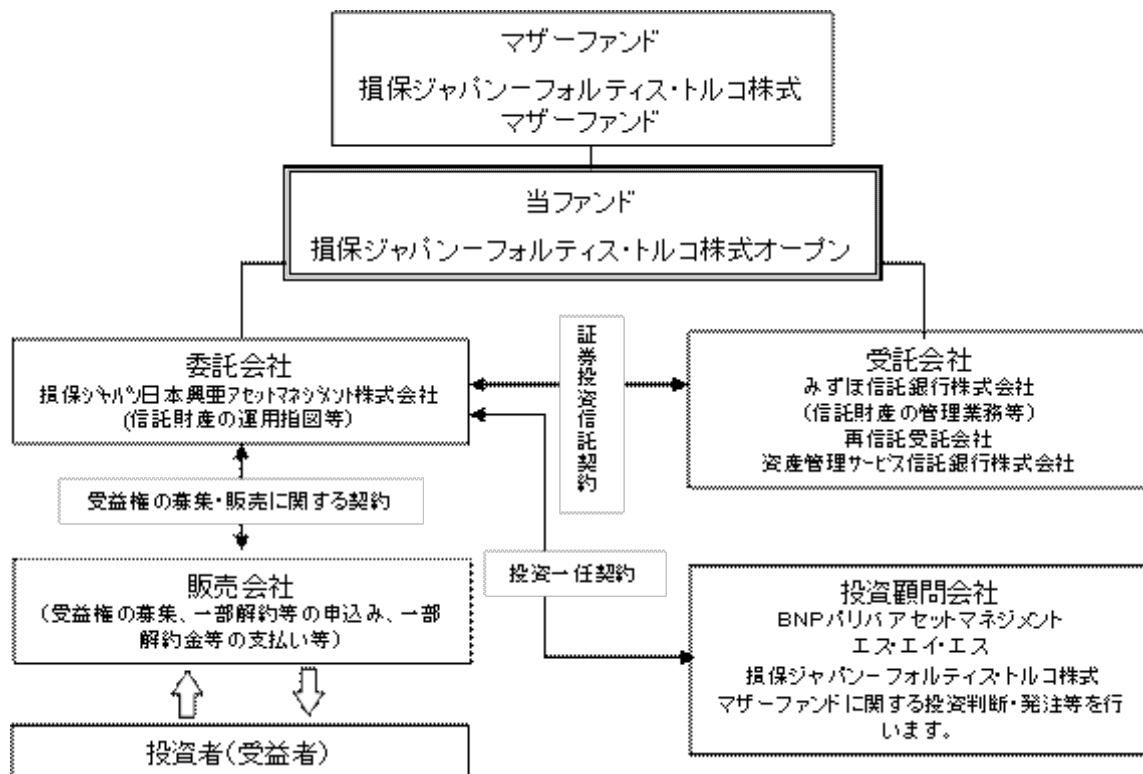 マザーファンド
損保ジャパン－フォルティス・トルコ株式
マザーファンド
当ファンド
損保ジャパン－フォルティス・トルコ株式オープン
委託会社
損保ジャパン日本興亜アセットマネジメント株式会社
(信託財産の運用指図等)
証券投資信託契約
受託会社
みずほ信託銀行株式会社
(信託財産の管理業務等)
再信託受託会社
資産管理サービス信託銀行株式会社
受益権の募集・販売に関する契約
投資一任契約
販売会社
(受益権の募集、一部解約等の申込み、一部
解約金等の支払い等)
投資顧問会社
BNPパリバアセットマネジメント
エス・エイ・エス
損保ジャパン－フォルティス・トルコ株式
マザーファンドに関する投資判断・発注等を行
います。
投資者(受益者)